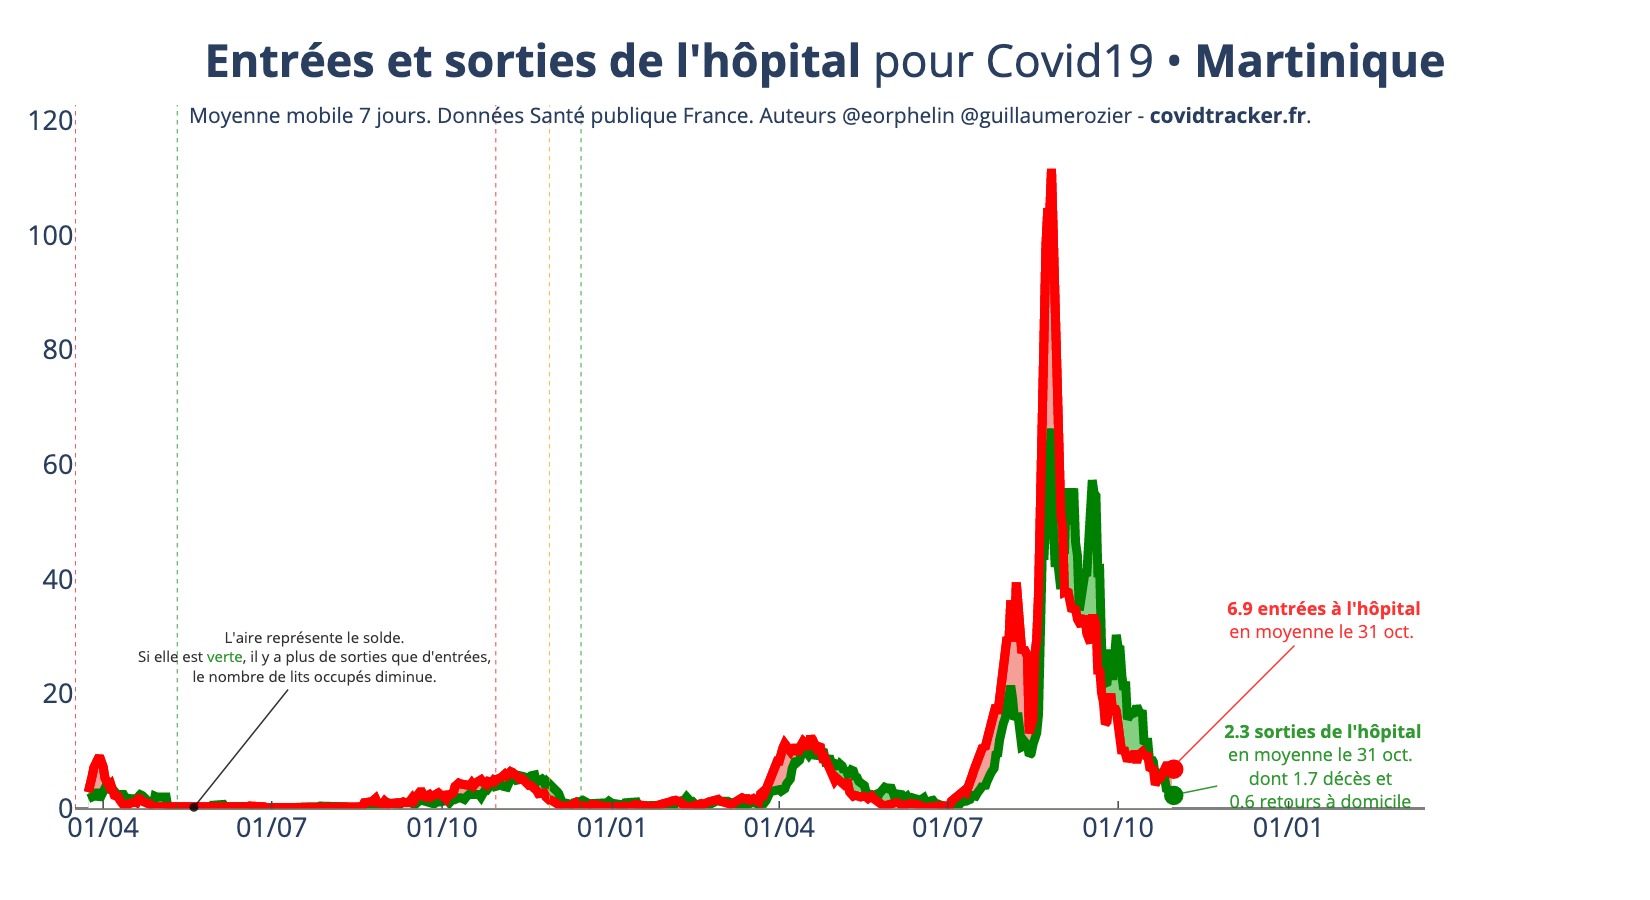 Entrées et sorties de l'hôpital pour Covid19 • Martinique
Moyenne mobile 7 jours. Données Santé publique France. Auteurs @eorphelin @guillaumerozier - covidtracker.fr.
120
100
80
60
40
20
0
L'aire représente le solde.
Si elle est verte, il y a plus de sorties que d'entrées,
le nombre de lits occupés diminue.
6.9 entrées à l'hôpital
en moyenne le 31 oct.
2.3 sorties de l'hôpital
en moyenne le 31 oct.
dont 1.7 décès et
0.6 retours à domicile
01/04 01/07 01/10 01/01 01/04 01/07 01/10 01/01